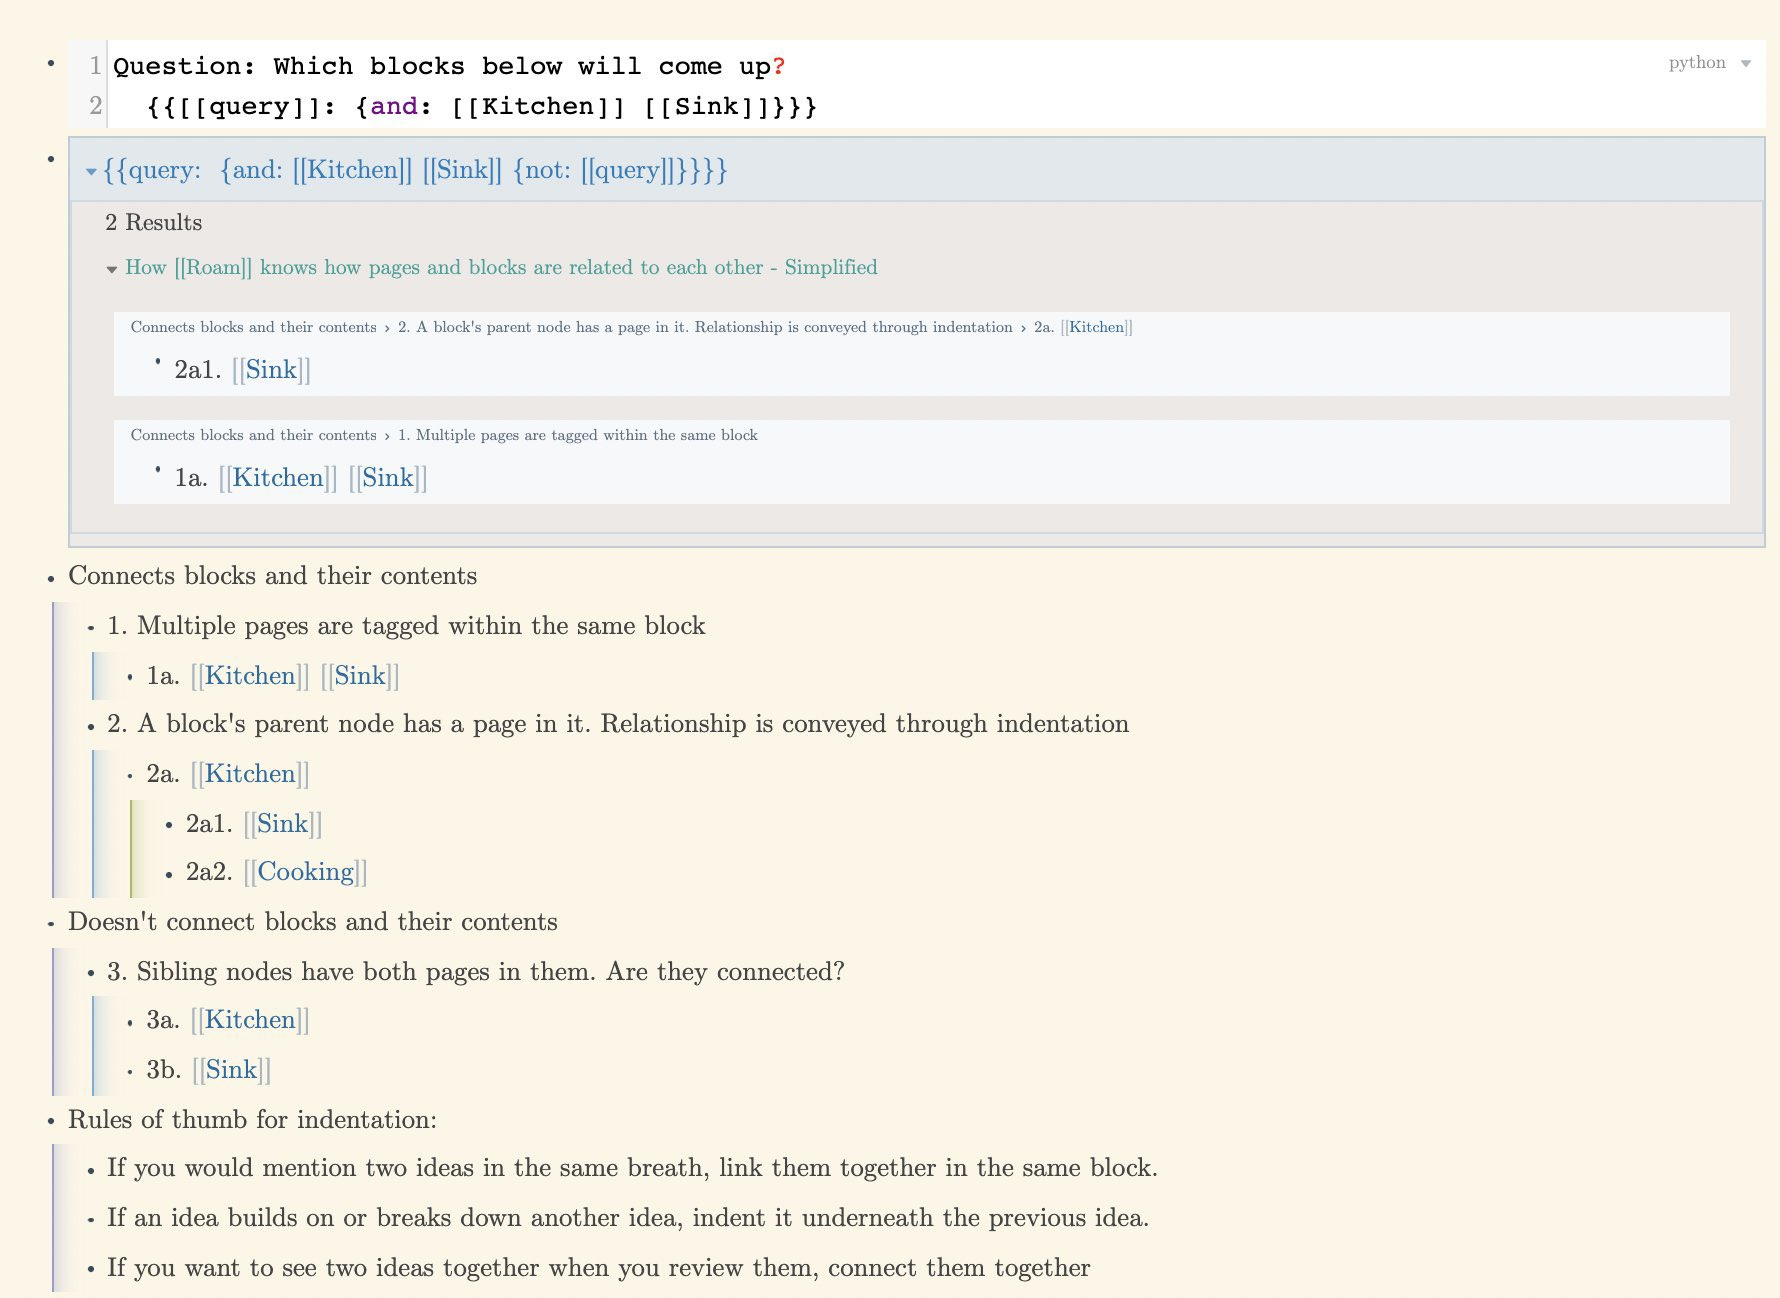 1 Question: Which blocks below will come up?
python
2 {{[[query]]: {and: [[Kitchen]] [[Sink]]}}}
{{query: {and: [[Kitchen]] [[Sink]] {not: [[query]]}}}}
2 Results
How [[Roam]] knows how pages and blocks are related to each other - Simplified
Connects blocks and their contents › 2. A block's parent node has a page in it. Relationship is conveyed through indentation › 2a. [[Kitchen]]
2a1. [[Sink]]
Connects blocks and their contents › 1. Multiple pages are tagged within the same block
1a. [[Kitchen]] [[Sink]]
Connects blocks and their contents
1. Multiple pages are tagged within the same block
1a. [[Kitchen]] [[Sink]]
2. A block's parent node has a page in it. Relationship is conveyed through indentation
2a. [[Kitchen]]
2a1. [[Sink]]
2a2. [[Cooking]]
Doesn't connect blocks and their contents
3. Sibling nodes have both pages in them. Are they connected?
3a. [[Kitchen]]
3b. [[Sink]]
Rules of thumb for indentation:
If you would mention two ideas in the same breath, link them together in the same block.
If an idea builds on or breaks down another idea, indent it underneath the previous idea.
If you want to see two ideas together when you review them, connect them together